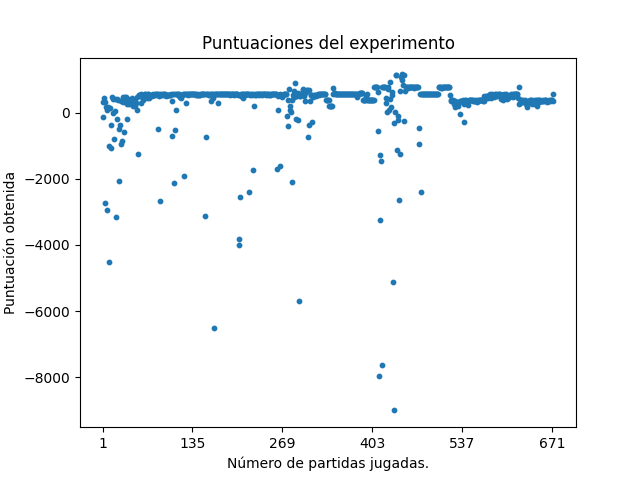 Puntuaciones del experimento
Puntuación obtenida
0
−2000
−4000
−6000
−8000
1 135 269 403 537 671
Número de partidas jugadas.